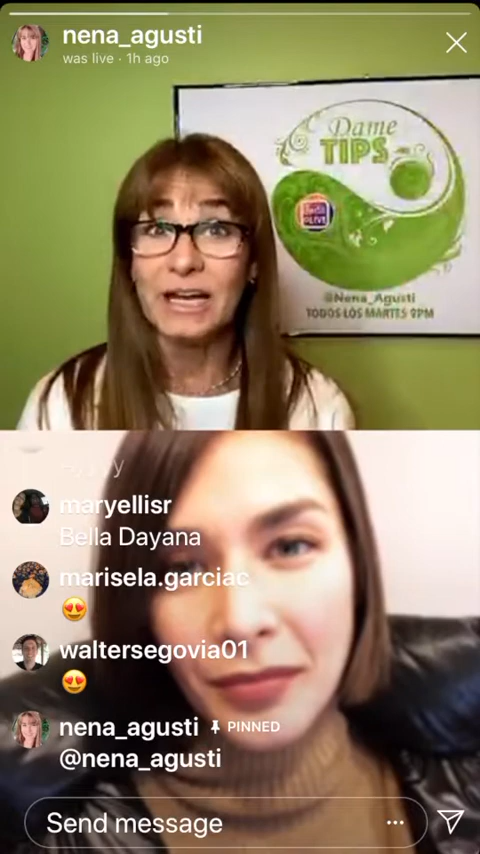 nena_agusti
was live · 1h ago
Dame
TIPS
@Nena_Agusti
TODOS LOS MARTES 9PM
maryellisr
Bella Dayana
marisela.garciac
😍
waltersegovia01
😍
nena_agusti PINNED
@nena_agusti
Send message